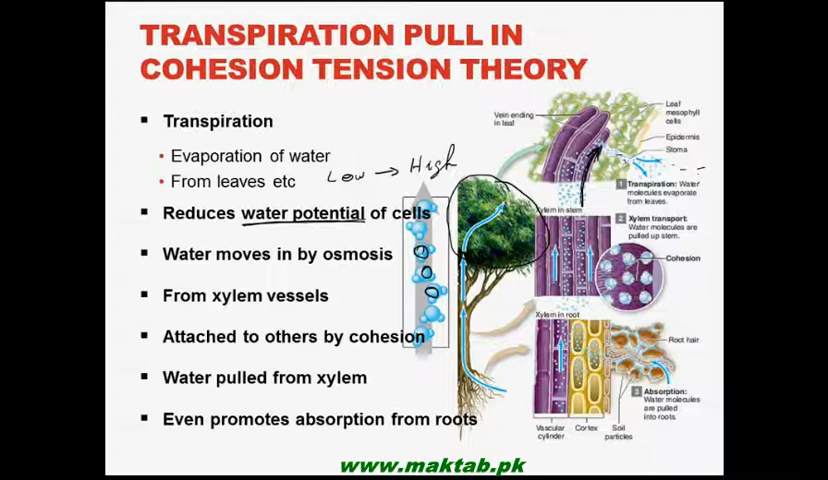 TRANSPIRATION PULL IN
COHESION TENSION THEORY
Transpiration
Evaporation of water
From leaves etc
Low → High
Reduces water potential of cells
Water moves in by osmosis
From xylem vessels
Attached to others by cohesion
Water pulled from xylem
Even promotes absorption from roots
Vein ending
in leaf
Leaf
mesophyll
cells
Epidermis
Stoma
1 Transpiration: Water
molecules evaporate
from leaves.
Xylem in stem
2 Xylem transport:
Water molecules are
pulled up stem.
Cohesion
Xylem in root
Root hair
3 Absorption:
Water molecules
are pulled
into roots.
Vascular
cylinder
Cortex
Soil
particles
www.maktab.pk